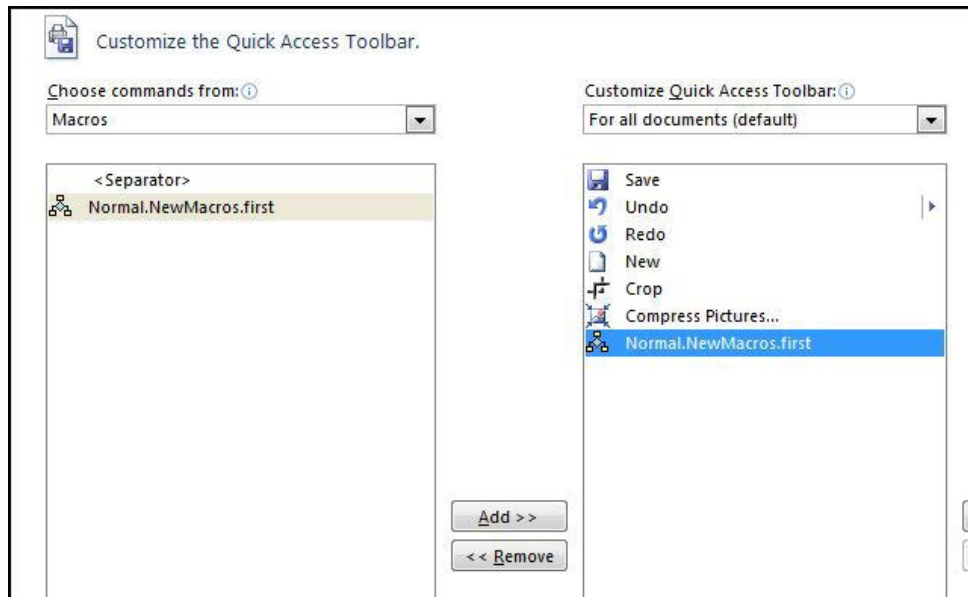 Customize the Quick Access Toolbar.
Choose commands from:
Macros
<Separator>
Normal.NewMacros.first
Customize Quick Access Toolbar:
For all documents (default)
Save
Undo
Redo
New
Crop
Compress Pictures...
Normal.NewMacros.first
Add >>
<< Remove